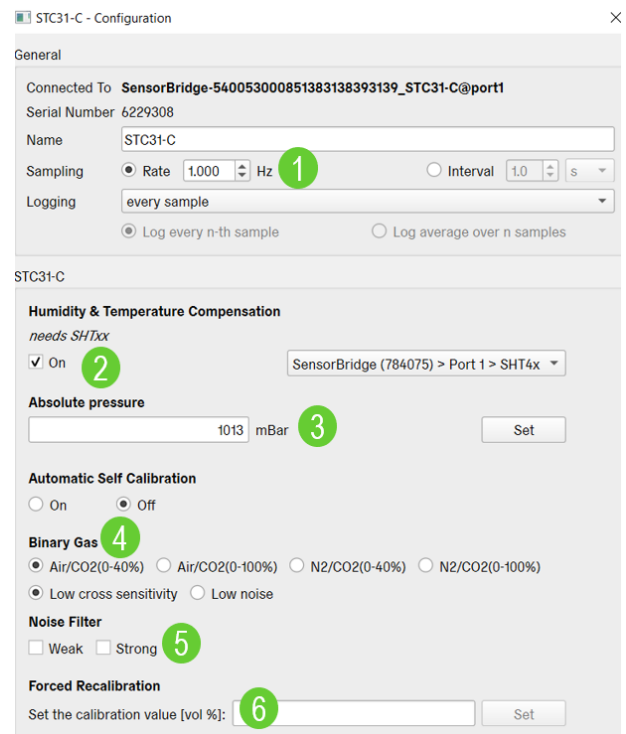 STC31-C - Configuration
General
Connected To SensorBridge-540053000851383138393139_STC31-C@port1
Serial Number 6229308
Name STC31-C
Sampling Rate 1.000 Hz 1 Interval 1.0 s
Logging every sample
Log every n-th sample Log average over n samples
STC31-C
Humidity & Temperature Compensation
needs SHTxx
On 2 SensorBridge (784075) > Port 1 > SHT4x
Absolute pressure
1013 mBar 3 Set
Automatic Self Calibration
On Off
Binary Gas 4
Air/CO2(0-40%) Air/CO2(0-100%) N2/CO2(0-40%) N2/CO2(0-100%)
Low cross sensitivity Low noise
Noise Filter
Weak Strong 5
Forced Recalibration
Set the calibration value [vol %]: 6 Set